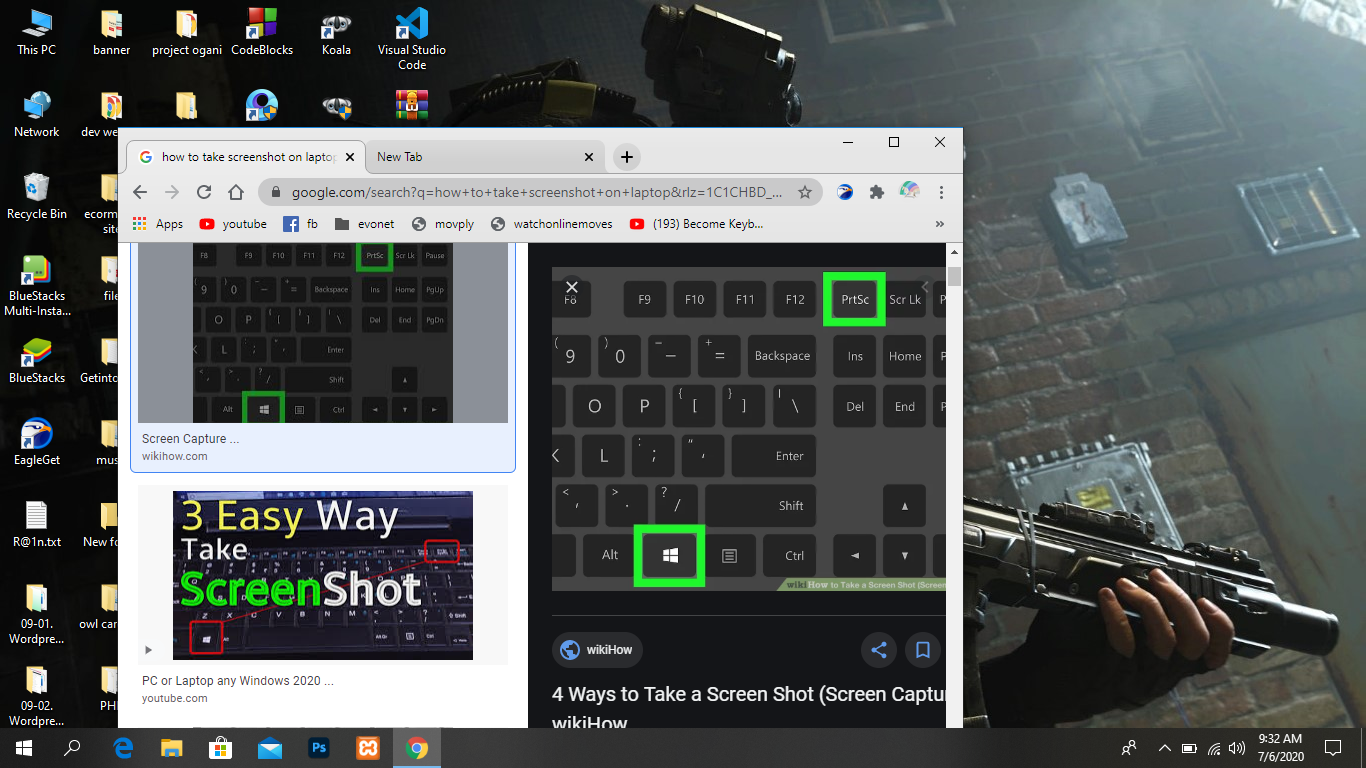 This PC
banner
project ogani
CodeBlocks
Koala
Visual Studio
Code
Network
dev we
Recycle Bin
ecorm
site
BlueStacks
Multi-Insta...
file
BlueStacks
Getinto
EagleGet
mus
R@1n.txt
New fo
09-01.
Wordpre...
owl car
09-02.
Wordpre...
PH
how to take screenshot on laptop
New Tab
google.com/search?q=how+to+take+screenshot+on+laptop&rlz=1C1CHBD_...
Apps
youtube
fb
evonet
movply
watchonlinemoves
(193) Become Keyb...
F8 F9 F10 F11 F12 PrtSc Scr Lk Pause
( 9 ) 0 _ – + = Backspace Ins Home PgUp
O P { [ } ] | \ Del End PgDn
K L : ; " ' Enter
< , > . ? / Shift
Alt Ctrl
Screen Capture ...
wikihow.com
3 Easy Way
Take
ScreenShot
PC or Laptop any Windows 2020 ...
youtube.com
F8 F9 F10 F11 F12 PrtSc Scr Lk P
( 9 ) 0 _ – + = Backspace Ins Home P
O P { [ } ] | \ Del End P
K L : ; " ' Enter
< , > . ? / Shift
Alt Ctrl
wikiHow to Take a Screen Shot (Screen
wikiHow
4 Ways to Take a Screen Shot (Screen Captu
wikiHow
Ps
9:32 AM
7/6/2020